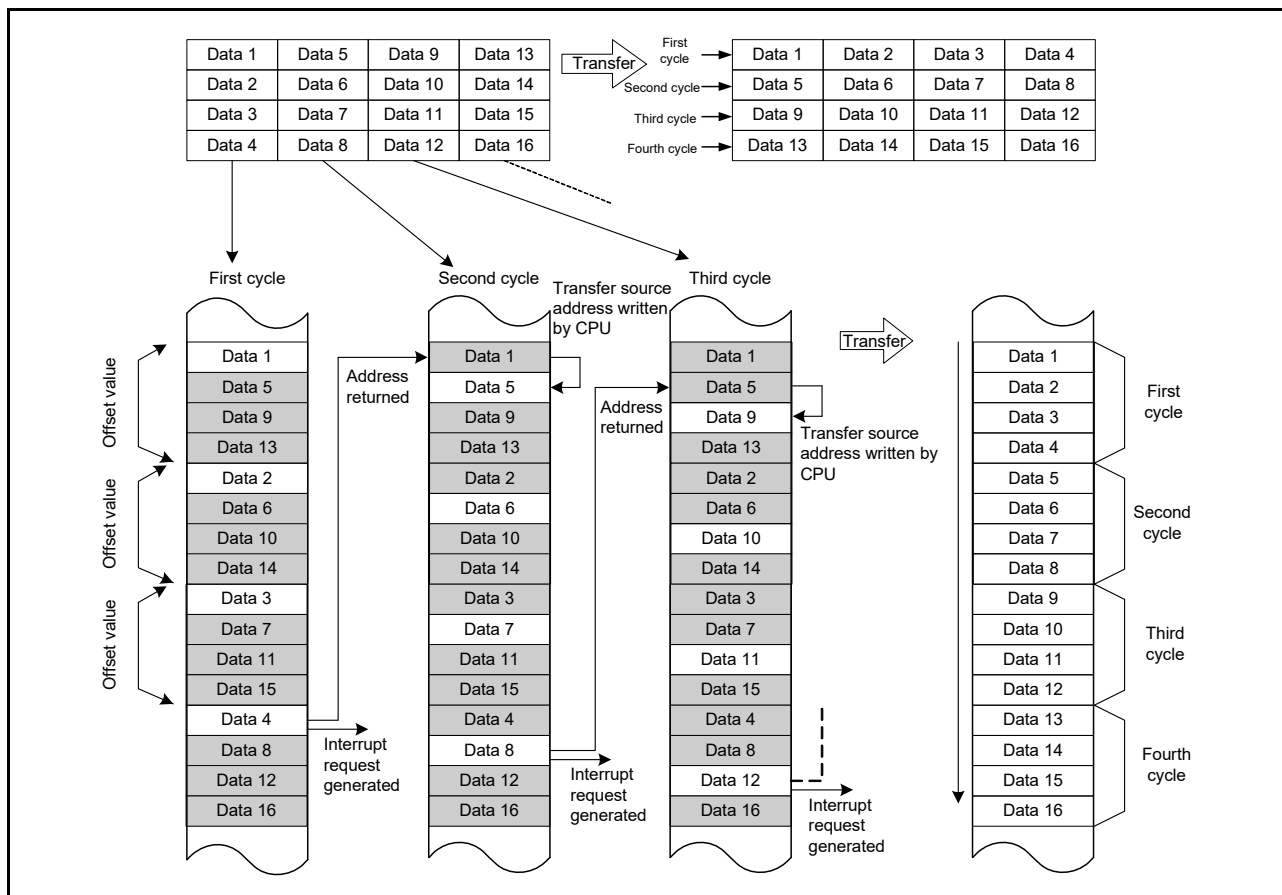 Data 1 Data 5 Data 9 Data 13
Data 2 Data 6 Data 10 Data 14
Data 3 Data 7 Data 11 Data 15
Data 4 Data 8 Data 12 Data 16
Transfer
First
cycle
Data 1 Data 2 Data 3 Data 4
Second cycle
Data 5 Data 6 Data 7 Data 8
Third cycle
Data 9 Data 10 Data 11 Data 12
Fourth cycle
Data 13 Data 14 Data 15 Data 16
First cycle
Offset value
Offset value
Offset value
Data 1
Data 5
Data 9
Data 13
Data 2
Data 6
Data 10
Data 14
Data 3
Data 7
Data 11
Data 15
Data 4
Data 8
Data 12
Data 16
Address
returned
Interrupt
request
generated
Second cycle
Transfer source
address written
by CPU
Data 1
Data 5
Data 9
Data 13
Data 2
Data 6
Data 10
Data 14
Data 3
Data 7
Data 11
Data 15
Data 4
Data 8
Data 12
Data 16
Address
returned
Interrupt
request
generated
Third cycle
Data 1
Data 5
Data 9
Data 13
Data 2
Data 6
Data 10
Data 14
Data 3
Data 7
Data 11
Data 15
Data 4
Data 8
Data 12
Data 16
Transfer source
address written by
CPU
Interrupt
request
generated
Transfer
Data 1
Data 2
Data 3
Data 4
Data 5
Data 6
Data 7
Data 8
Data 9
Data 10
Data 11
Data 12
Data 13
Data 14
Data 15
Data 16
First
cycle
Second
cycle
Third
cycle
Fourth
cycle